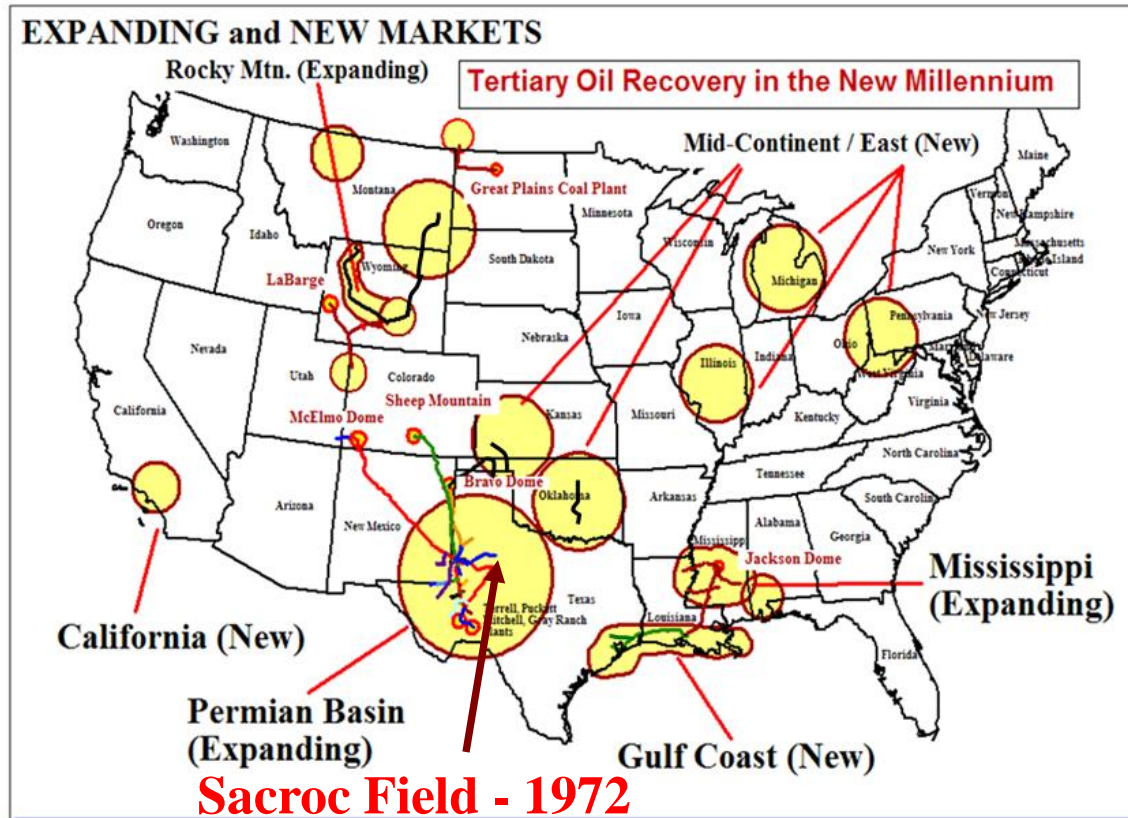 EXPANDING and NEW MARKETS
Rocky Mtn. (Expanding)
Tertiary Oil Recovery in the New Millennium
Mid-Continent / East (New)
Washington
Montana
Great Plains Coal Plant
Minnesota
Maine
Vermont
New Hampshire
Massachusetts
Connecticut
Oregon
Idaho
Wyoming
South Dakota
Wisconsin
Michigan
New York
LaBarge
Nebraska
Iowa
Pennsylvania
New Jersey
Nevada
Utah
Colorado
Illinois
Indiana
Ohio
Delaware
West Virginia
Virginia
California
Sheep Mountain
McElmo Dome
Kansas
Missouri
Kentucky
Bravo Dome
Arizona
New Mexico
Oklahoma
Arkansas
Tennessee
North Carolina
South Carolina
Mississippi
Alabama
Georgia
Jackson Dome
Texas
Terrell, Puckett
Mitchell, Gray Ranch
Plants
Louisiana
Florida
Mississippi
(Expanding)
California (New)
Permian Basin
(Expanding)
Gulf Coast (New)
Sacroc Field - 1972